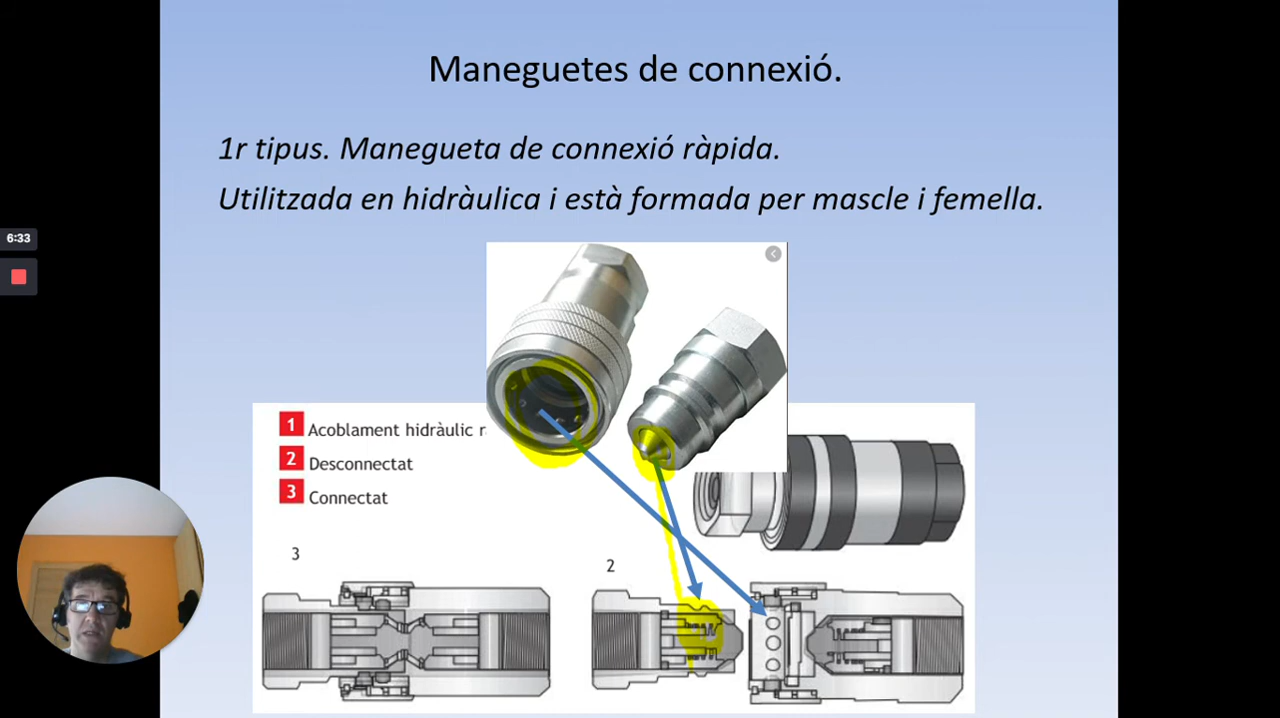 Maneguetes de connexió.
1r tipus. Manegueta de connexió ràpida.
Utilitzada en hidràulica i està formada per mascle i femella.
6:33
1 Acoblament hidràulic
2 Desconnectat
3 Connectat
3
2